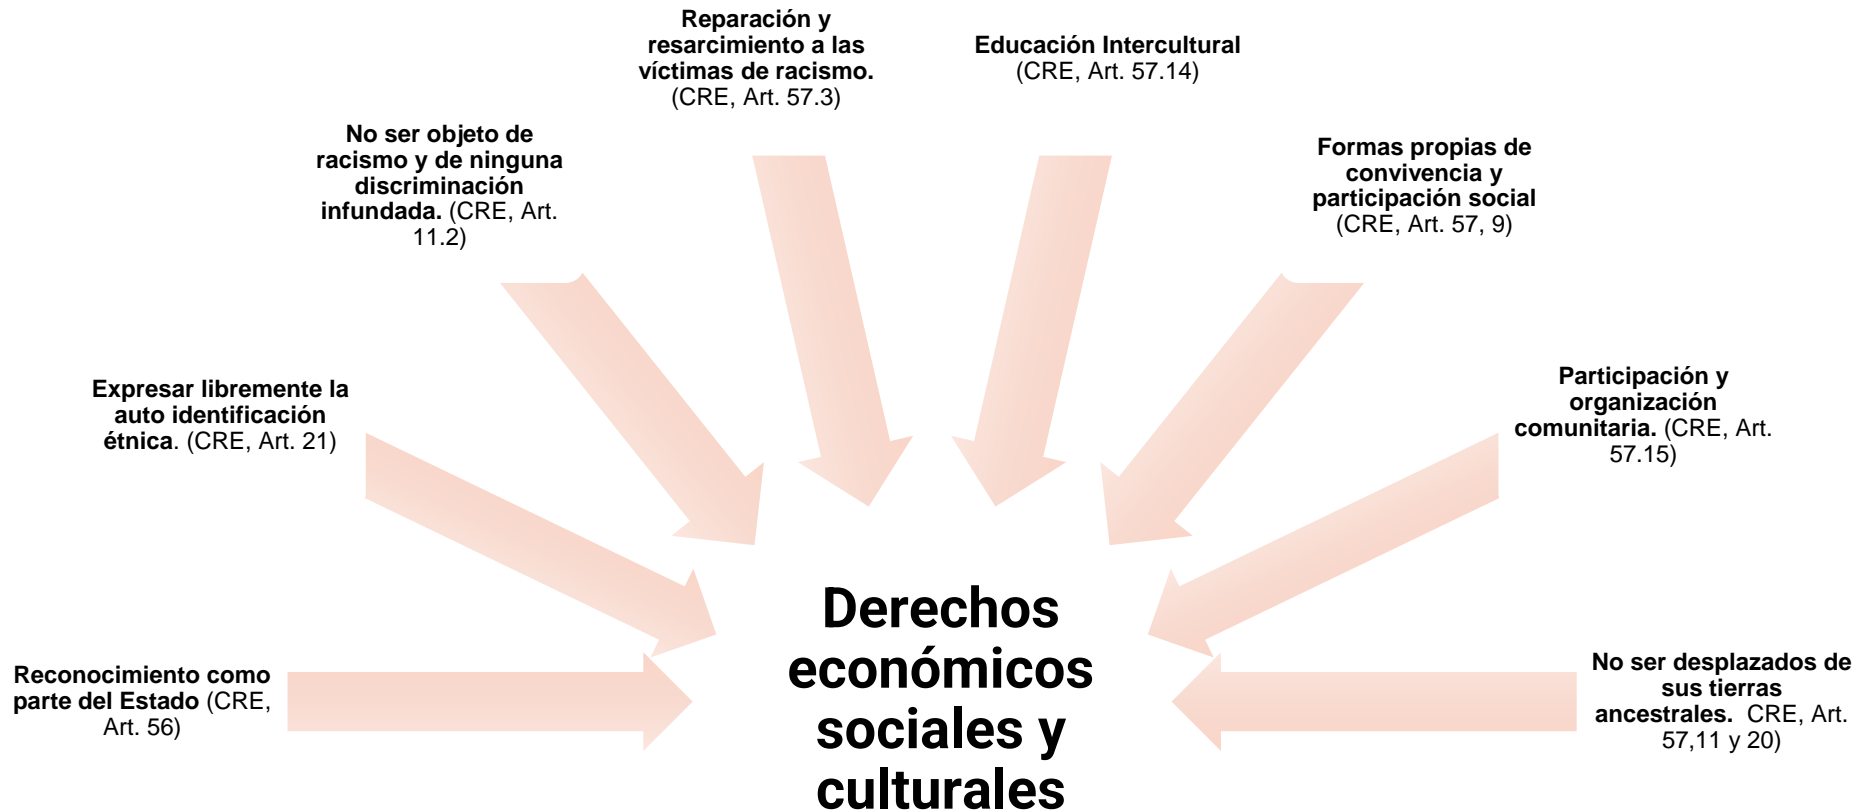 Reparación y
resarcimiento a las
víctimas de racismo.
(CRE, Art. 57.3)
Educación Intercultural
(CRE, Art. 57.14)
No ser objeto de
racismo y de ninguna
discriminación
infundada. (CRE, Art.
11.2)
Formas propias de
convivencia y
participación social
(CRE, Art. 57, 9)
Expresar libremente la
auto identificación
étnica. (CRE, Art. 21)
Participación y
organización
comunitaria. (CRE, Art.
57.15)
Reconocimiento como
parte del Estado (CRE,
Art. 56)
Derechos
económicos
sociales y
culturales
No ser desplazados de
sus tierras
ancestrales.  CRE, Art.
57,11 y 20)